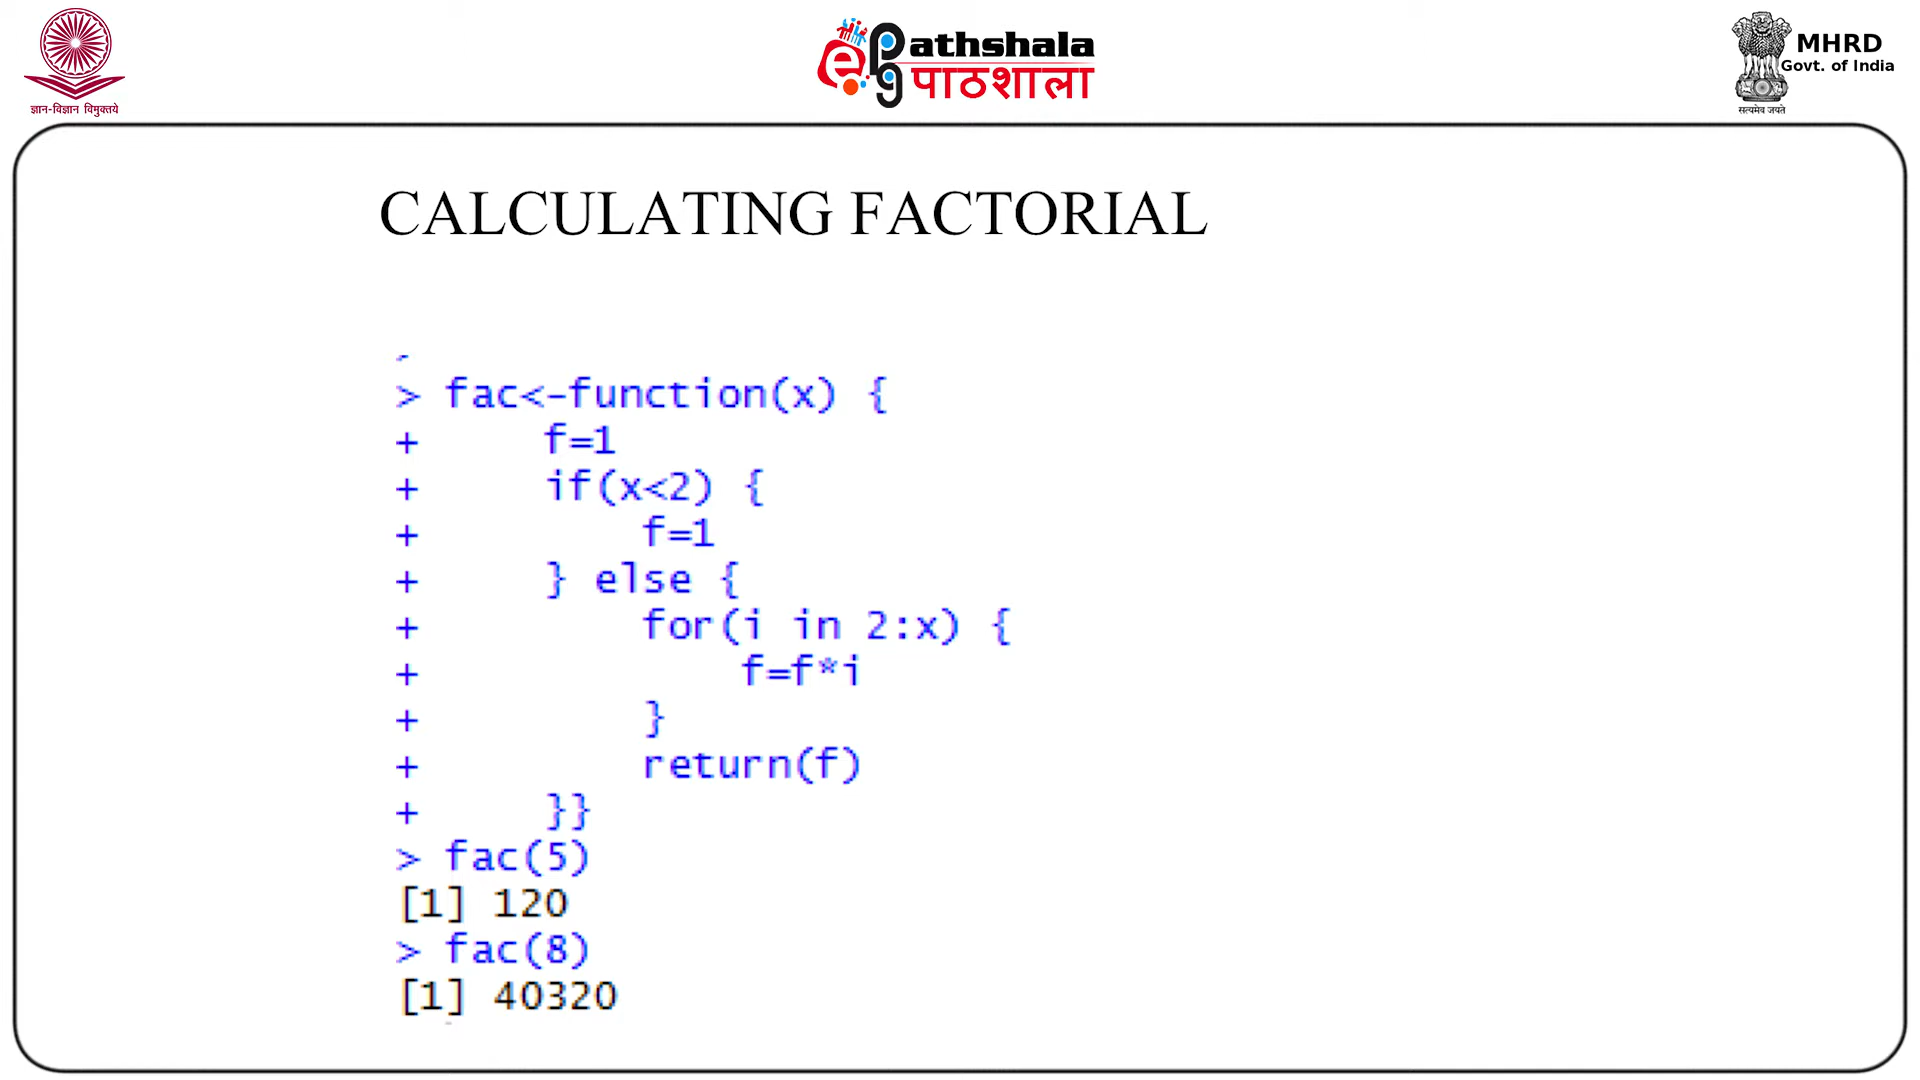 ज्ञान-विज्ञान विमुक्तये
ePathshala
पाठशाला
MHRD
Govt. of India
सत्यमेव जयते
CALCULATING FACTORIAL
> fac<-function(x) {
+     f=1
+     if(x<2) {
+         f=1
+     } else {
+         for(i in 2:x) {
+             f=f*i
+         }
+         return(f)
+     }}
> fac(5)
[1] 120
> fac(8)
[1] 40320